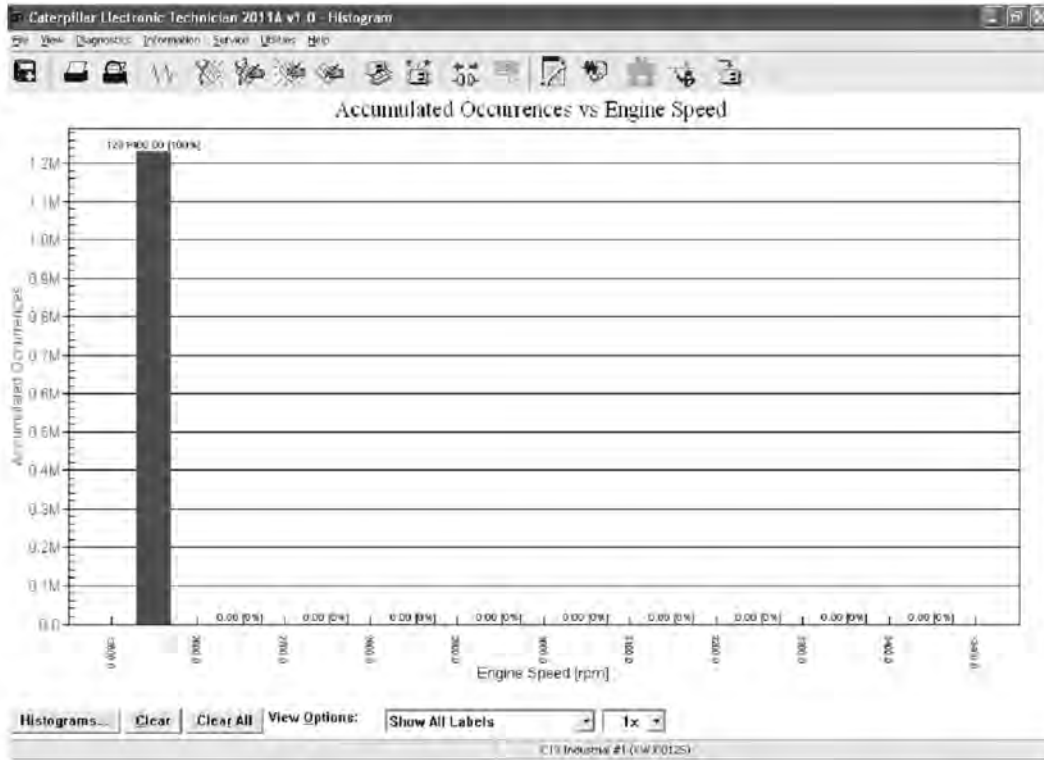 Caterpillar Electronic Technician 2011A v1.0 - Histogram
File View Diagnostics Information Service Utilities Help
Accumulated Occurrences vs Engine Speed
[100%]
1.2M
1.1M
1.0M
0.9M
0.8M
0.7M
0.6M
0.5M
0.4M
0.3M
0.2M
0.1M
0.0
Accumulated Occurrences
0.00 [0%] 0.00 [0%] 0.00 [0%] 0.00 [0%] 0.00 [0%] 0.00 [0%] 0.00 [0%] 0.00 [0%] 0.00 [0%]
Engine Speed [rpm]
Histograms... Clear Clear All View Options: Show All Labels 1x
Industrial #1